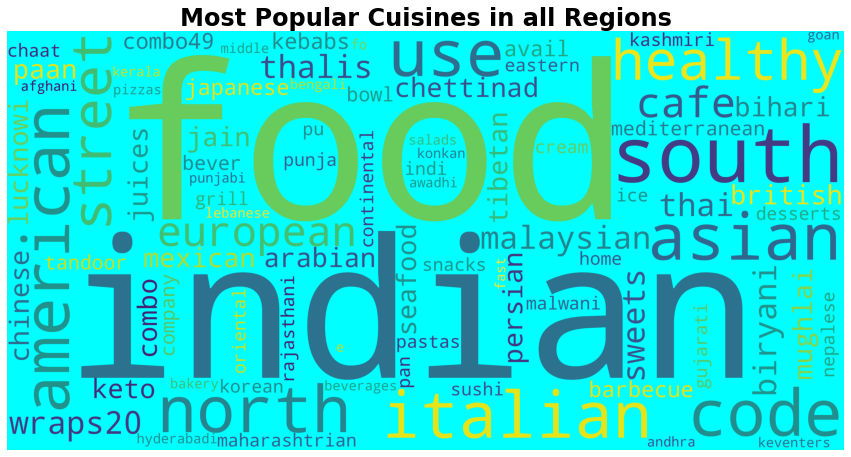 Most Popular Cuisines in all Regions
food
indian
south
asian
american
north
italian
code
use
healthy
street
european
cafe
thai
malaysian
thalis
chettinad
avail
eastern
kashmiri
goan
combo49
kebabs
middle
fo
chaat
paan
afghani
kerala
pizzas
japanese
bengali
bowl
bihari
mediterranean
lucknowi
juices
jain
pu
punja
bever
punjabi
grill
lebanese
continental
salads
konkan
indi
awadhi
tibetan
cream
ice
british
desserts
chinese
tandoor
mexican
arabian
seafood
snacks
home
combo
company
oriental
rajasthani
o
pan
pastas
persian
fast
malwani
sweets
gujarati
biryani
mughlai
nepalese
keto
wraps20
bakery
korean
beverages
sushi
barbecue
hyderabadi
maharashtrian
andhra
keventers